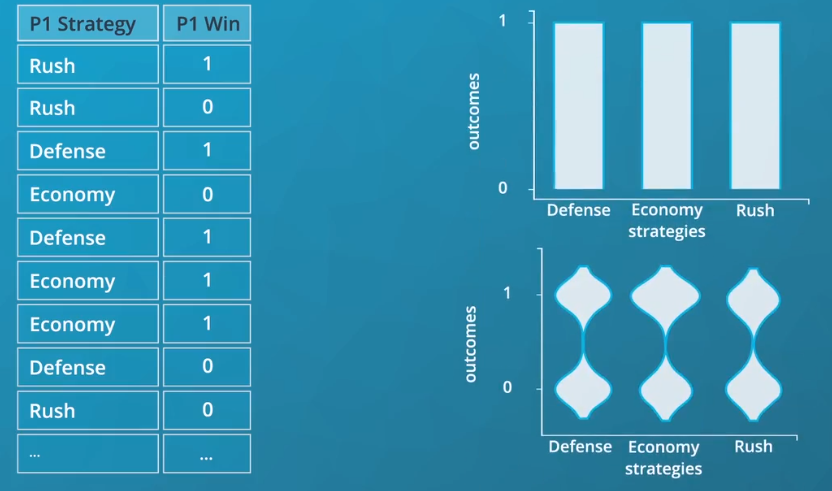 P1 Strategy P1 Win
Rush 1
Rush 0
Defense 1
Economy 0
Defense 1
Economy 1
Economy 1
Defense 0
Rush 0
... ...
1
outcomes
0
Defense Economy Rush
strategies
1
outcomes
0
Defense Economy Rush
strategies